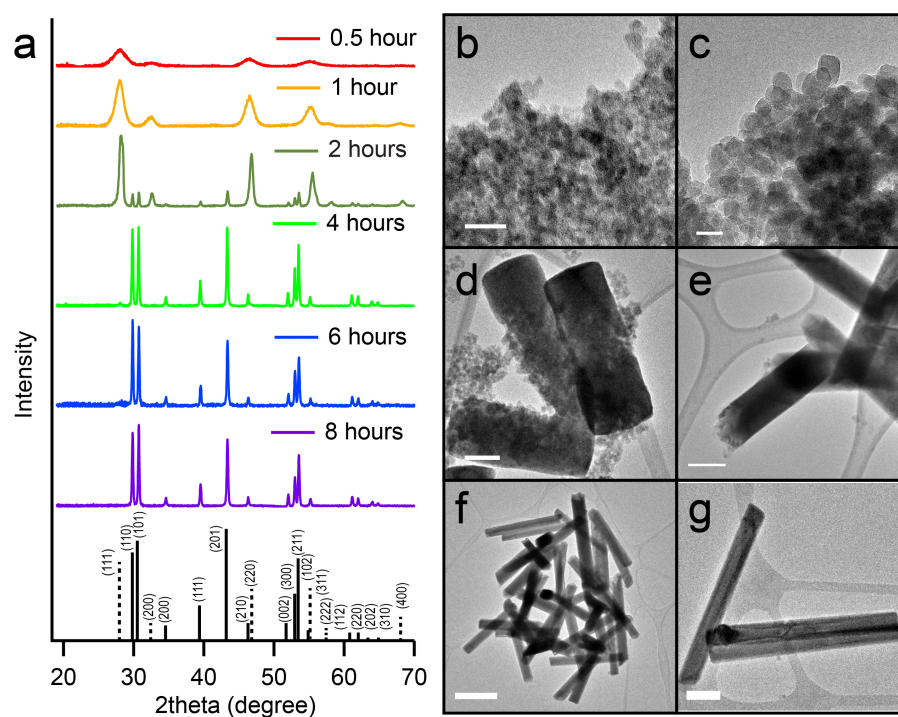 a
0.5 hour
1 hour
2 hours
4 hours
6 hours
8 hours
Intensity
(111)
(110)
(101)
(200)
(200)
(111)
(201)
(210)
(220)
(002)
(300)
(211)
(102)
(311)
(222)
(112)
(220)
(202)
(310)
(400)
20 30 40 50 60 70
2theta (degree)
b
c
d
e
f
g